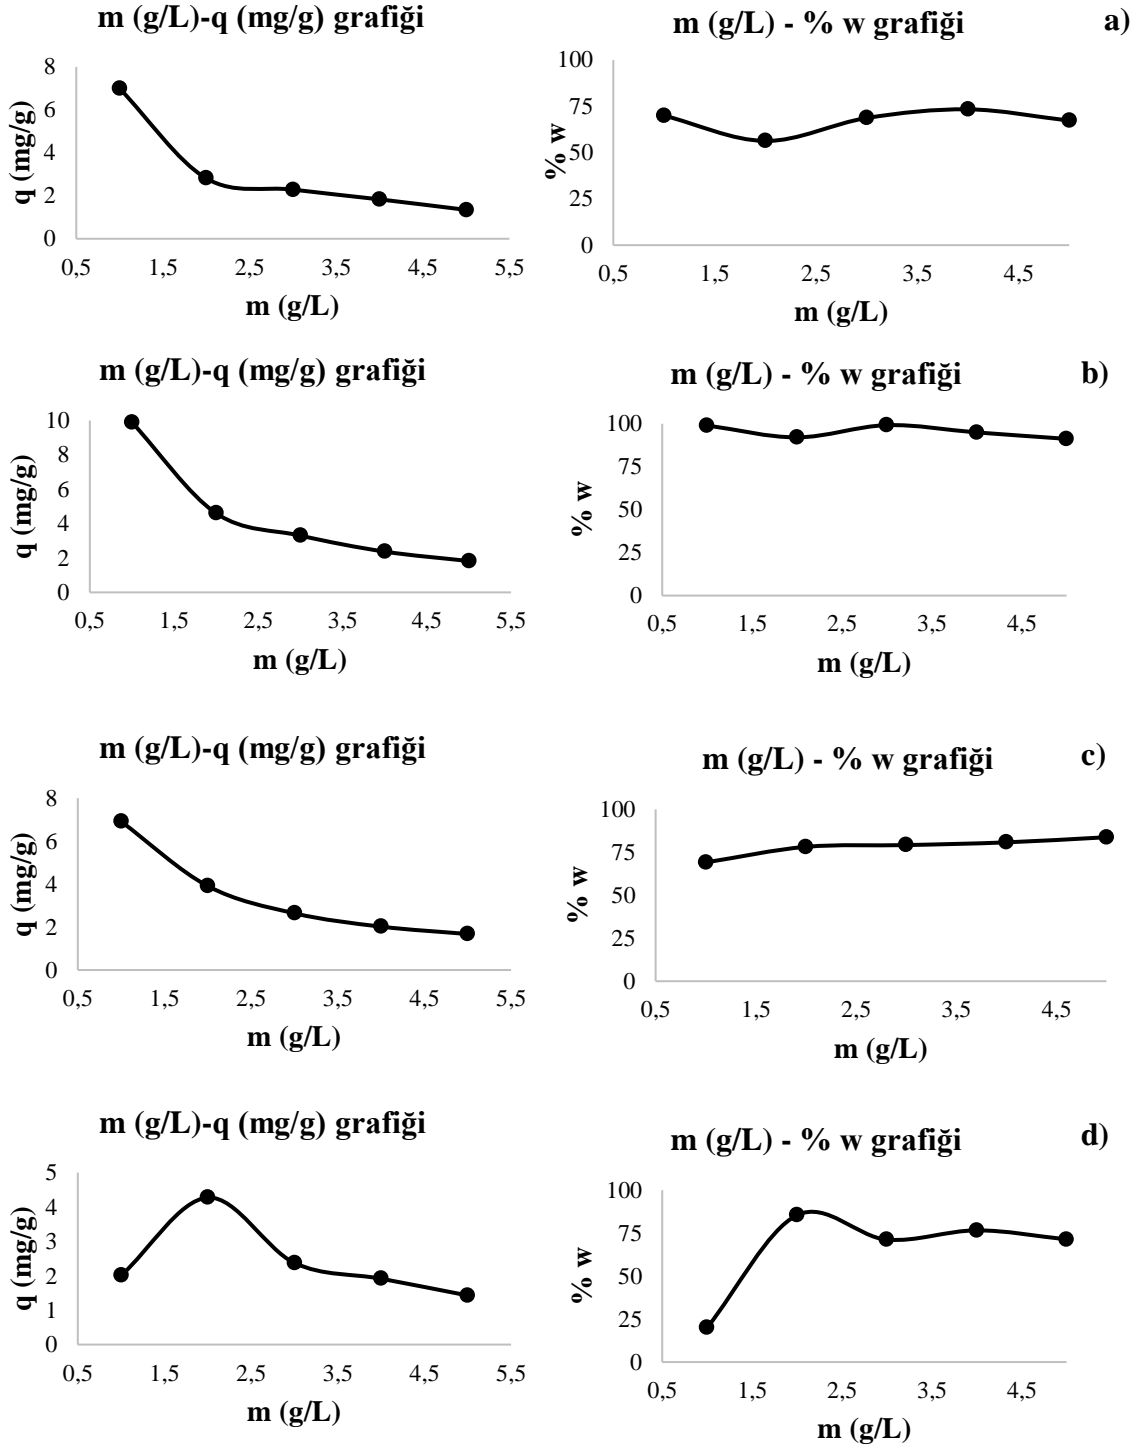 m (g/L)-q (mg/g) grafiği
8
6
4
2
0
q (mg/g)
0,5 1,5 2,5 3,5 4,5 5,5
m (g/L)
m (g/L) - % w grafiği
a)
100
75
50
25
0
% w
0,5 1,5 2,5 3,5 4,5
m (g/L)
m (g/L)-q (mg/g) grafiği
10
8
6
4
2
0
q (mg/g)
0,5 1,5 2,5 3,5 4,5 5,5
m (g/L)
m (g/L) - % w grafiği
b)
100
75
50
25
0
% w
0,5 1,5 2,5 3,5 4,5
m (g/L)
m (g/L)-q (mg/g) grafiği
8
6
4
2
0
q (mg/g)
0,5 1,5 2,5 3,5 4,5 5,5
m (g/L)
m (g/L) - % w grafiği
c)
100
75
50
25
0
% w
0,5 1,5 2,5 3,5 4,5
m (g/L)
m (g/L)-q (mg/g) grafiği
5
4
3
2
1
0
q (mg/g)
0,5 1,5 2,5 3,5 4,5 5,5
m (g/L)
m (g/L) - % w grafiği
d)
100
75
50
25
0
% w
0,5 1,5 2,5 3,5 4,5
m (g/L)